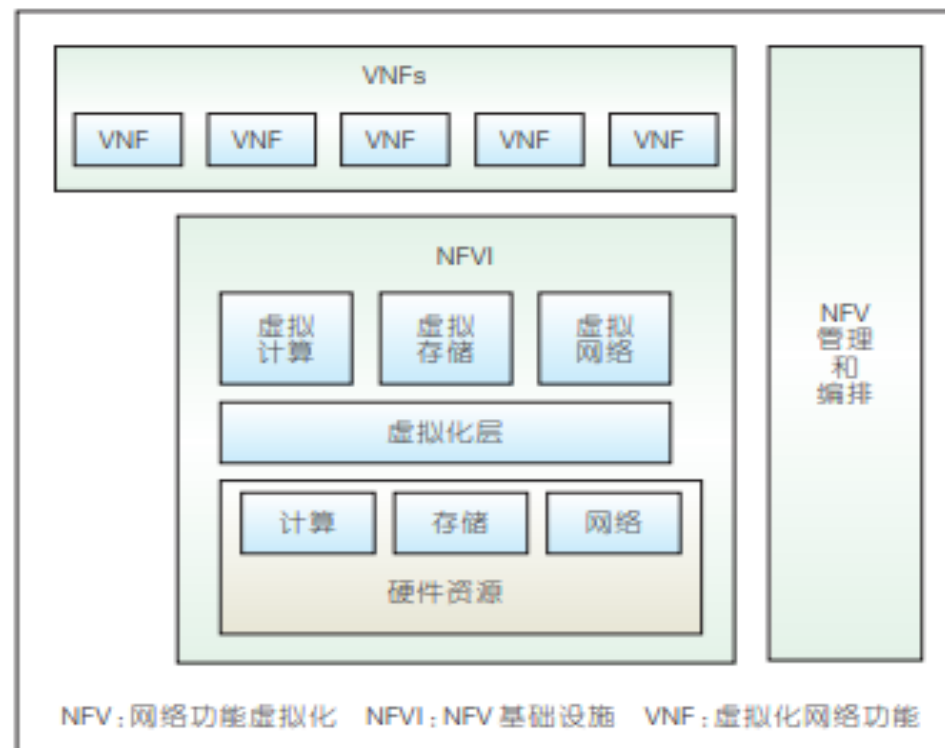 VNFs
VNF VNF VNF VNF VNF
NFVI
虚拟
计算
虚拟
存储
虚拟
网络
虚拟化层
计算 存储 网络
硬件资源
NFV
管理
和
编排
NFV:网络功能虚拟化 NFVI:NFV 基础设施 VNF:虚拟化网络功能